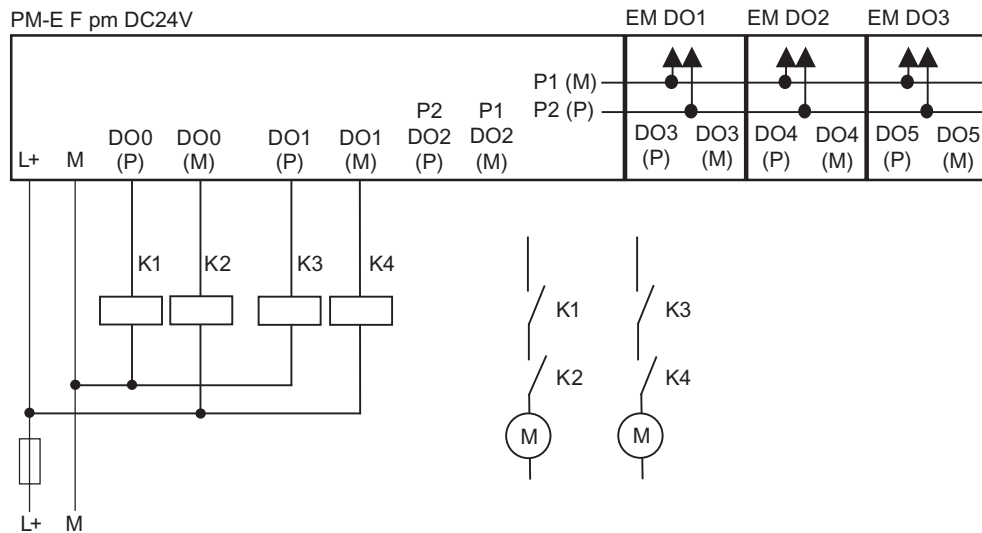 PM-E F pm DC24V
EM DO1 EM DO2 EM DO3
P1 (M)
P2 (P)
L+ M
DO0 (P)
DO0 (M)
DO1 (P)
DO1 (M)
P2 DO2 (P)
P1 DO2 (M)
DO3 (P)
DO3 (M)
DO4 (P)
DO4 (M)
DO5 (P)
DO5 (M)
K1 K2 K3 K4
K1 K3
K2 K4
M M
L+ M